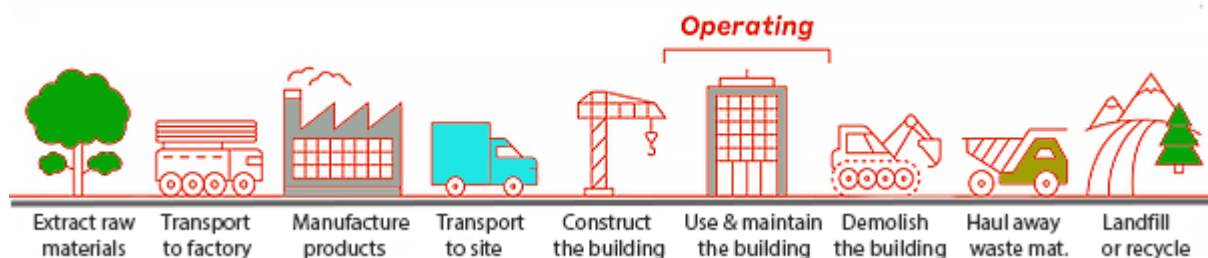 Operating
Extract raw
materials
Transport
to factory
Manufacture
products
Transport
to site
Construct
the building
Use & maintain
the building
Demolish
the building
Haul away
waste mat.
Landfill
or recycle